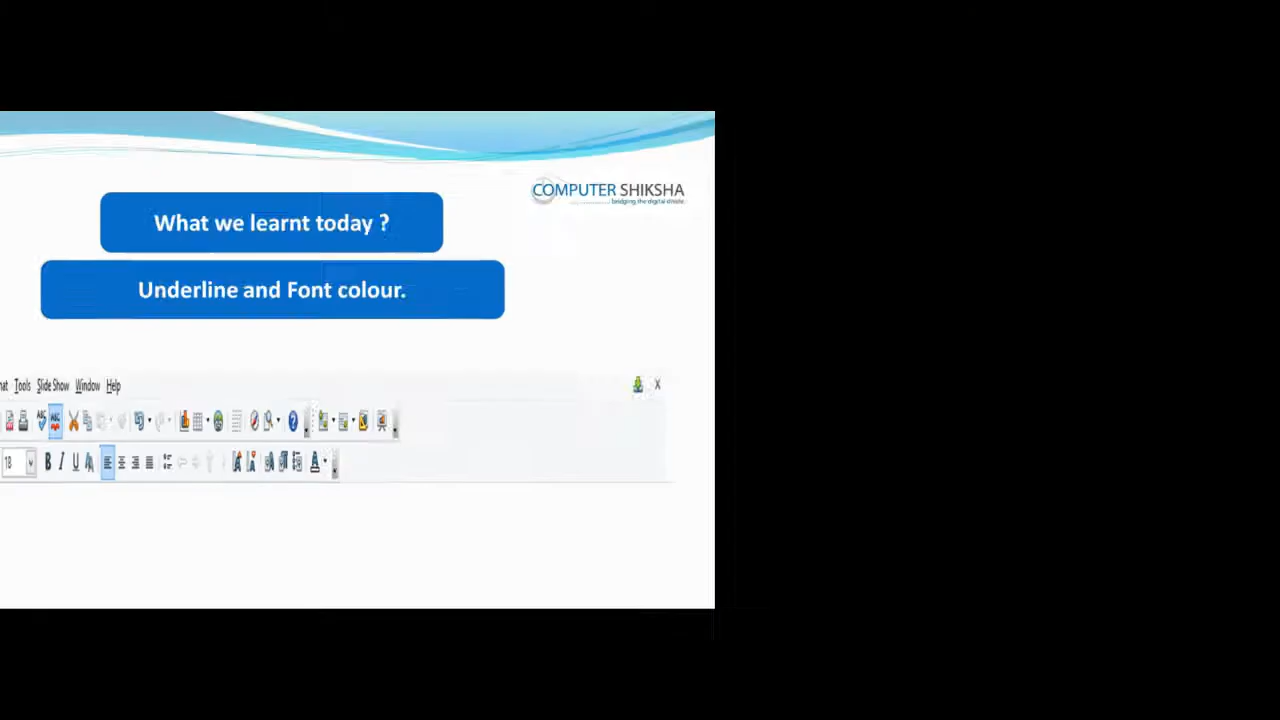 COMPUTER SHIKSHA
bridging the digital divide
What we learnt today ?
Underline and Font colour.
mat Tools Slide Show Window Help
18